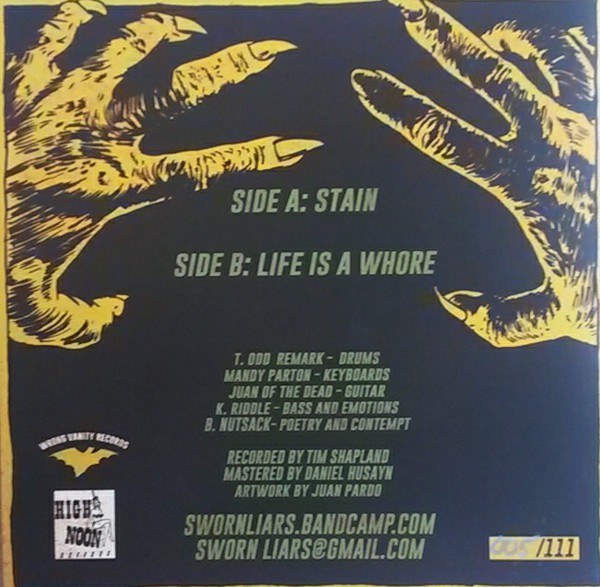 SIDE A: STAIN
SIDE B: LIFE IS A WHORE
T. ODD REMARK - DRUMS
MANDY PARTON - KEYBOARDS
JUAN OF THE DEAD - GUITAR
K. RIDDLE - BASS AND EMOTIONS
B. NUTSACK - POETRY AND CONTEMPT
RECORDED BY TIM SHAPLAND
MASTERED BY DANIEL HUSAYN
ARTWORK BY JUAN PARDO
WRONG VANITY RECORDS
HIGH
NOON
RECORDS
SWORNLIARS.BANDCAMP.COM
SWORN LIARS@GMAIL.COM
005/111